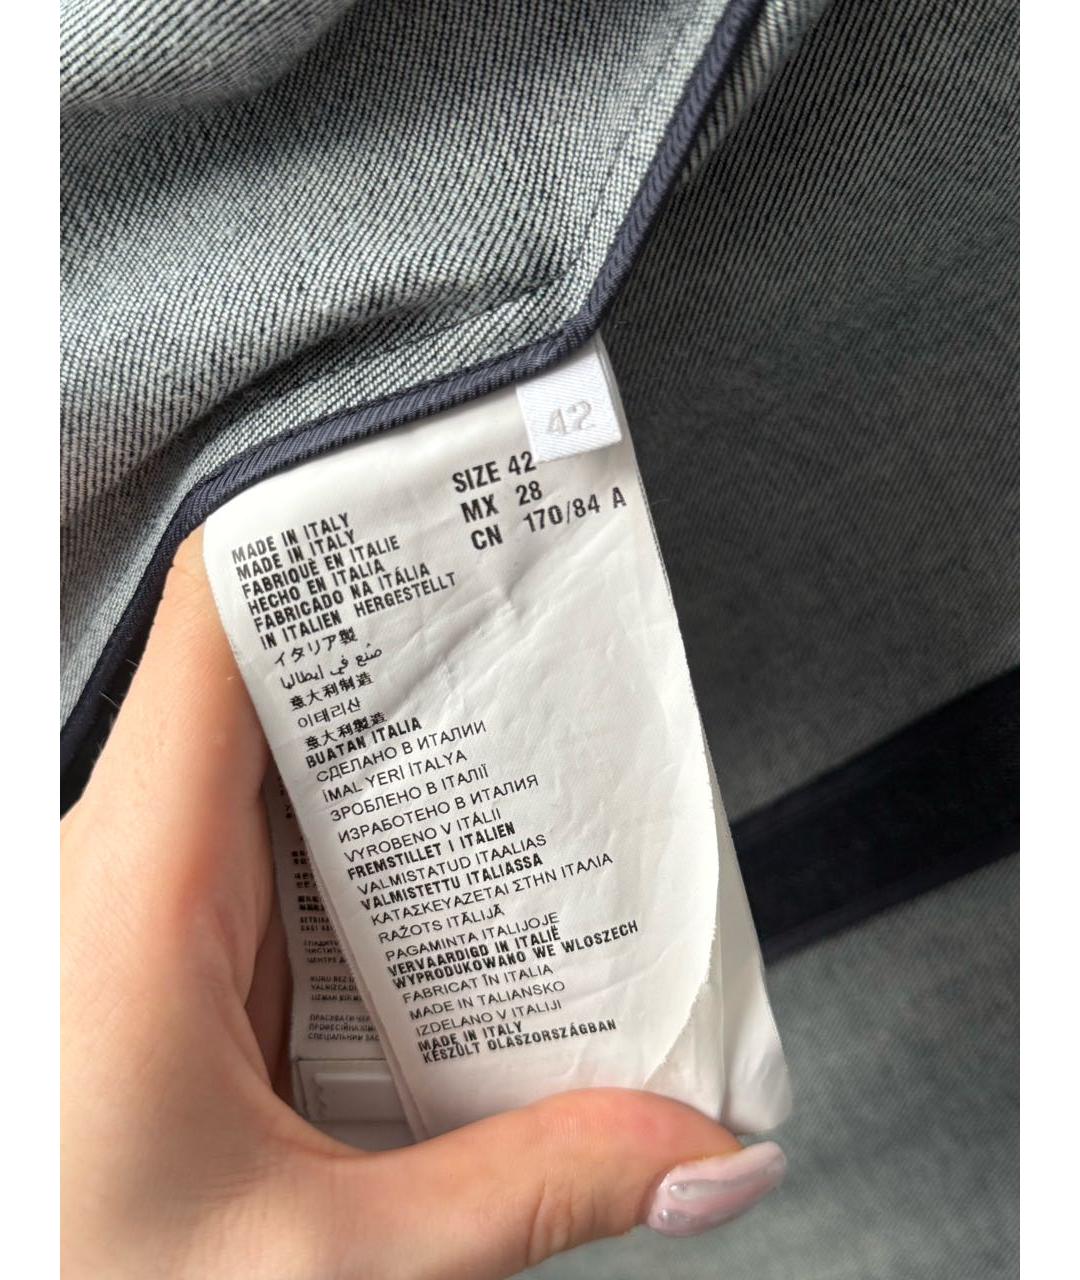 42
SIZE 42
MX 28
CN 170/84 A
MADE IN ITALY
MADE IN ITALY
FABRIQUÉ EN ITALIE
HECHO EN ITALIA
FABRICADO NA ITÁLIA
IN ITALIEN HERGESTELLT
イタリア製
صنع في إيطاليا
意大利制造
이태리산
意大利製造
BUATAN ITALIA
СДЕЛАНО В ИТАЛИИ
İMAL YERİ İTALYA
ЗРОБЛЕНО В ІТАЛІЇ
ИЗРАБОТЕНО В ИТАЛИЯ
VYROBENO V ITÁLII
FREMSTILLET I ITALIEN
VALMISTATUD ITAALIAS
VALMISTETTU ITALIASSA
ΚΑΤΑΣΚΕΥΑΖΕΤΑΙ ΣΤΗΝ ΙΤΑΛΙΑ
RAŽOTS ITĀLIJĀ
PAGAMINTA ITALIJOJE
VERVAARDIGD IN ITALIË
WYPRODUKOWANO WE WLOSZECH
FABRICAT ÎN ITALIA
MADE IN TALIANSKO
IZDELANO V ITALIJI
MADE IN ITALY
KÉSZÜLT OLASZORSZÁGBAN